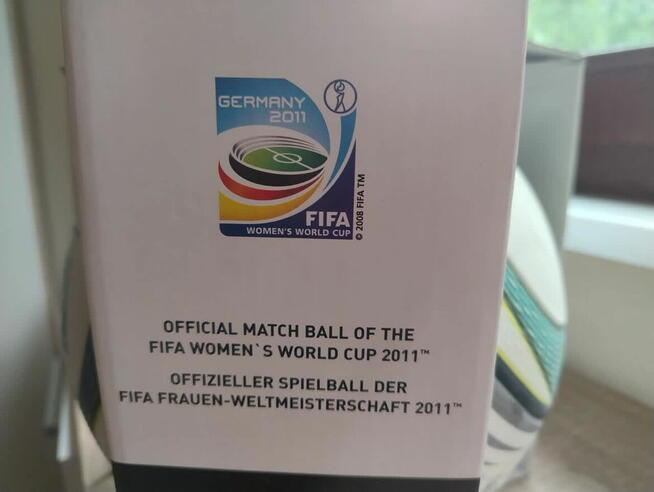 GERMANY
2011
FIFA
WOMEN'S WORLD CUP
© 2008 FIFA TM
OFFICIAL MATCH BALL OF THE
FIFA WOMEN`S WORLD CUP 2011™
OFFIZIELLER SPIELBALL DER
FIFA FRAUEN-WELTMEISTERSCHAFT 2011™